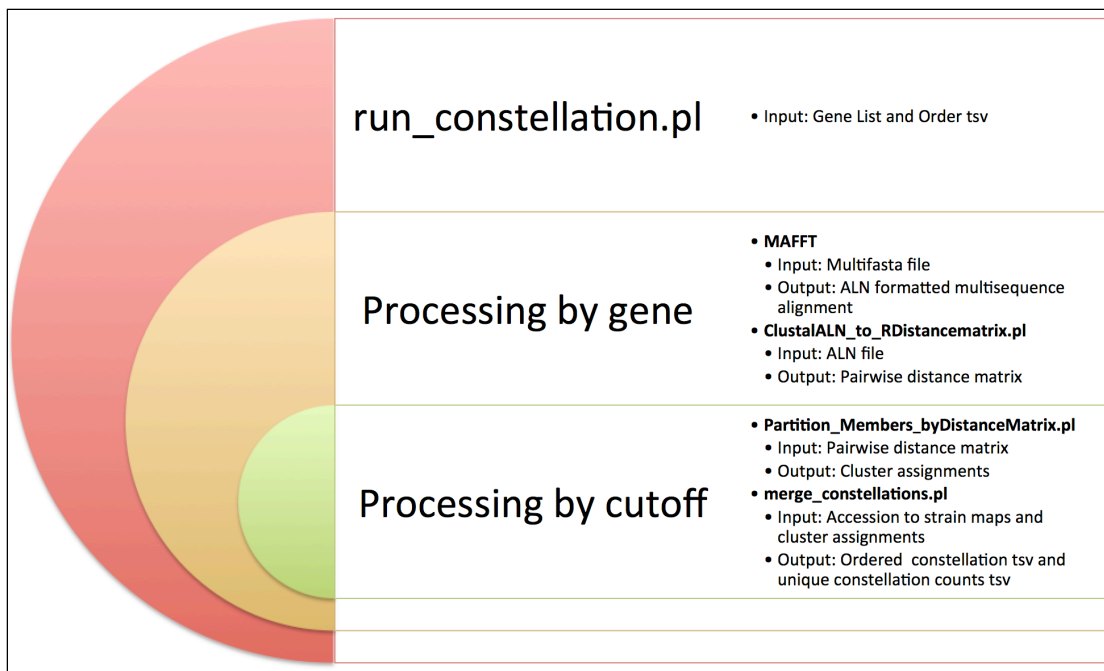 run_constellation.pl
• Input: Gene List and Order tsv
Processing by gene
• MAFFT
• Input: Multifasta file
• Output: ALN formatted multisequence
alignment
• ClustalALN_to_RDistancematrix.pl
• Input: ALN file
• Output: Pairwise distance matrix
Processing by cutoff
• Partition_Members_byDistanceMatrix.pl
• Input: Pairwise distance matrix
• Output: Cluster assignments
• merge_constellations.pl
• Input: Accession to strain maps and
cluster assignments
• Output: Ordered constellation tsv and
unique constellation counts tsv